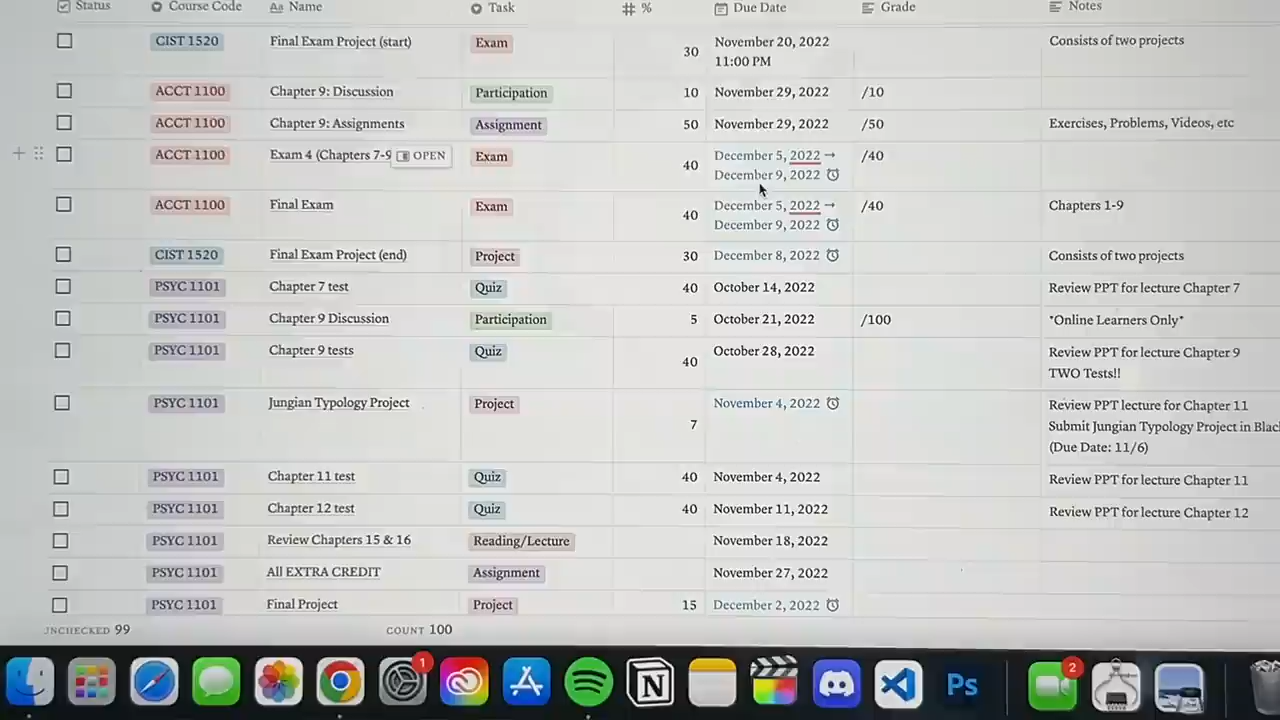 Status Course Code Aa Name Task # % Due Date Grade Notes
CIST 1520 Final Exam Project (start) Exam 30 November 20, 2022 Consists of two projects
11:00 PM
ACCT 1100 Chapter 9: Discussion Participation 10 November 29, 2022 /10
ACCT 1100 Chapter 9: Assignments Assignment 50 November 29, 2022 /50 Exercises, Problems, Videos, etc
ACCT 1100 Exam 4 (Chapters 7-9 OPEN Exam 40 December 5, 2022 → /40
December 9, 2022
ACCT 1100 Final Exam Exam 40 December 5, 2022 → /40 Chapters 1-9
December 9, 2022
CIST 1520 Final Exam Project (end) Project 30 December 8, 2022 Consists of two projects
PSYC 1101 Chapter 7 test Quiz 40 October 14, 2022 Review PPT for lecture Chapter 7
PSYC 1101 Chapter 9 Discussion Participation 5 October 21, 2022 /100 *Online Learners Only*
PSYC 1101 Chapter 9 tests Quiz 40 October 28, 2022 Review PPT for lecture Chapter 9
TWO Tests!!
PSYC 1101 Jungian Typology Project Project 7 November 4, 2022 Review PPT lecture for Chapter 11
Submit Jungian Typology Project in Blac
(Due Date: 11/6)
PSYC 1101 Chapter 11 test Quiz 40 November 4, 2022 Review PPT for lecture Chapter 11
PSYC 1101 Chapter 12 test Quiz 40 November 11, 2022 Review PPT for lecture Chapter 12
PSYC 1101 Review Chapters 15 & 16 Reading/Lecture November 18, 2022
PSYC 1101 All EXTRA CREDIT Assignment November 27, 2022
PSYC 1101 Final Project Project 15 December 2, 2022
UNCHECKED 99 COUNT 100
1 N Ps 2